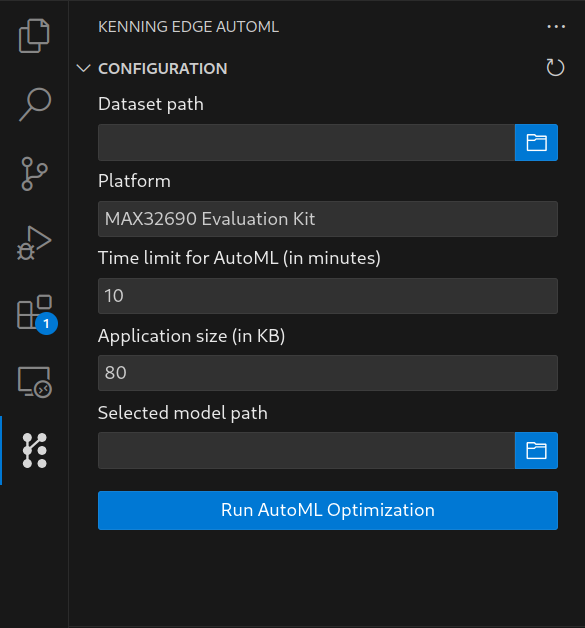 KENNING EDGE AUTOML
CONFIGURATION
Dataset path
Platform
MAX32690 Evaluation Kit
Time limit for AutoML (in minutes)
10
Application size (in KB)
80
Selected model path
Run AutoML Optimization
1